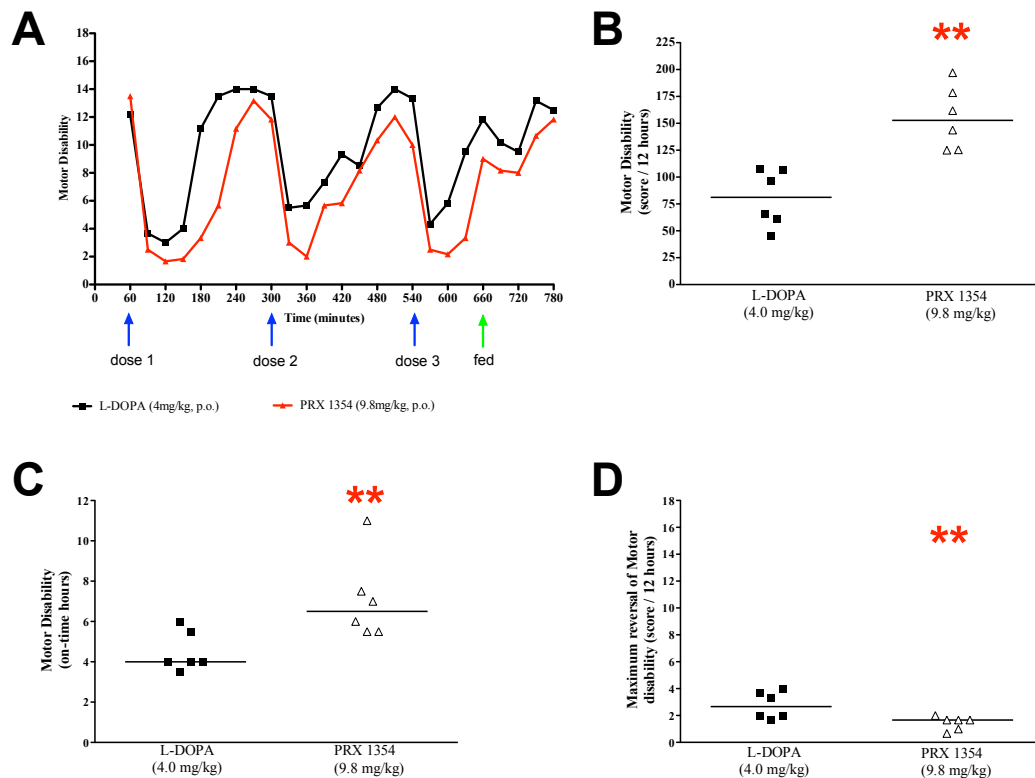 A
Motor Disability
18
16
14
12
10
8
6
4
2
0
0 60 120 180 240 300 360 420 480 540 600 660 720 780
Time (minutes)
dose 1 dose 2 dose 3 fed
L-DOPA (4mg/kg, p.o.) PRX 1354 (9.8mg/kg, p.o.)
B
**
Motor Disability
(score / 12 hours)
225
200
175
150
125
100
75
50
25
0
L-DOPA PRX 1354
(4.0 mg/kg) (9.8 mg/kg)
C
**
Motor Disability
(on-time hours)
12
10
8
6
4
2
0
L-DOPA PRX 1354
(4.0 mg/kg) (9.8 mg/kg)
D
**
Maximum reversal of Motor
disability (score / 12 hours)
18
16
14
12
10
8
6
4
2
0
L-DOPA PRX 1354
(4.0 mg/kg) (9.8 mg/kg)